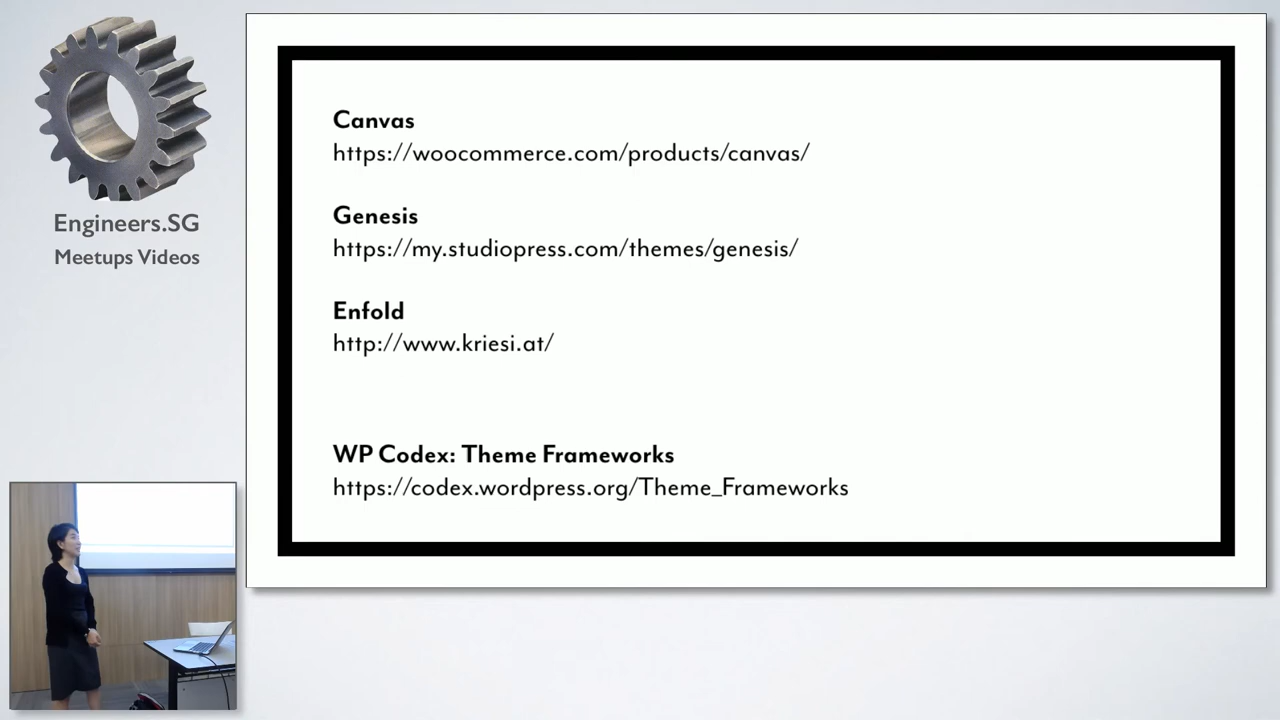 Engineers.SG
Meetups Videos
Canvas
https://woocommerce.com/products/canvas/
Genesis
https://my.studiopress.com/themes/genesis/
Enfold
http://www.kriesi.at/
WP Codex: Theme Frameworks
https://codex.wordpress.org/Theme_Frameworks